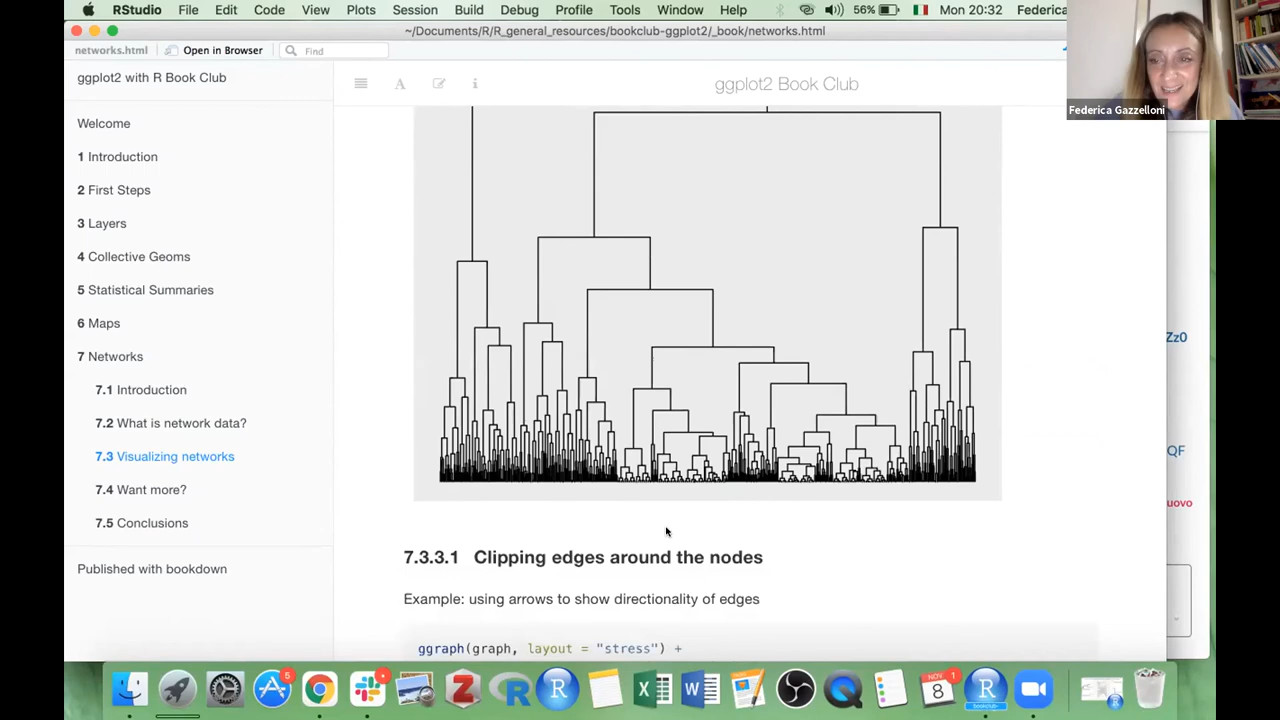 RStudio File Edit Code View Plots Session Build Debug Profile Tools Window Help 56% Mon 20:32 Federica
~/Documents/R/R_general_resources/bookclub-ggplot2/_book/networks.html
networks.html Open in Browser Find
ggplot2 with R Book Club
Welcome
1 Introduction
2 First Steps
3 Layers
4 Collective Geoms
5 Statistical Summaries
6 Maps
7 Networks
7.1 Introduction
7.2 What is network data?
7.3 Visualizing networks
7.4 Want more?
7.5 Conclusions
Published with bookdown
A i ggplot2 Book Club
7.3.3.1 Clipping edges around the nodes
Example: using arrows to show directionality of edges
ggraph(graph, layout = "stress") +
Federica Gazzelloni
Zz0
QF
uovo
5
W
NOV 1
8